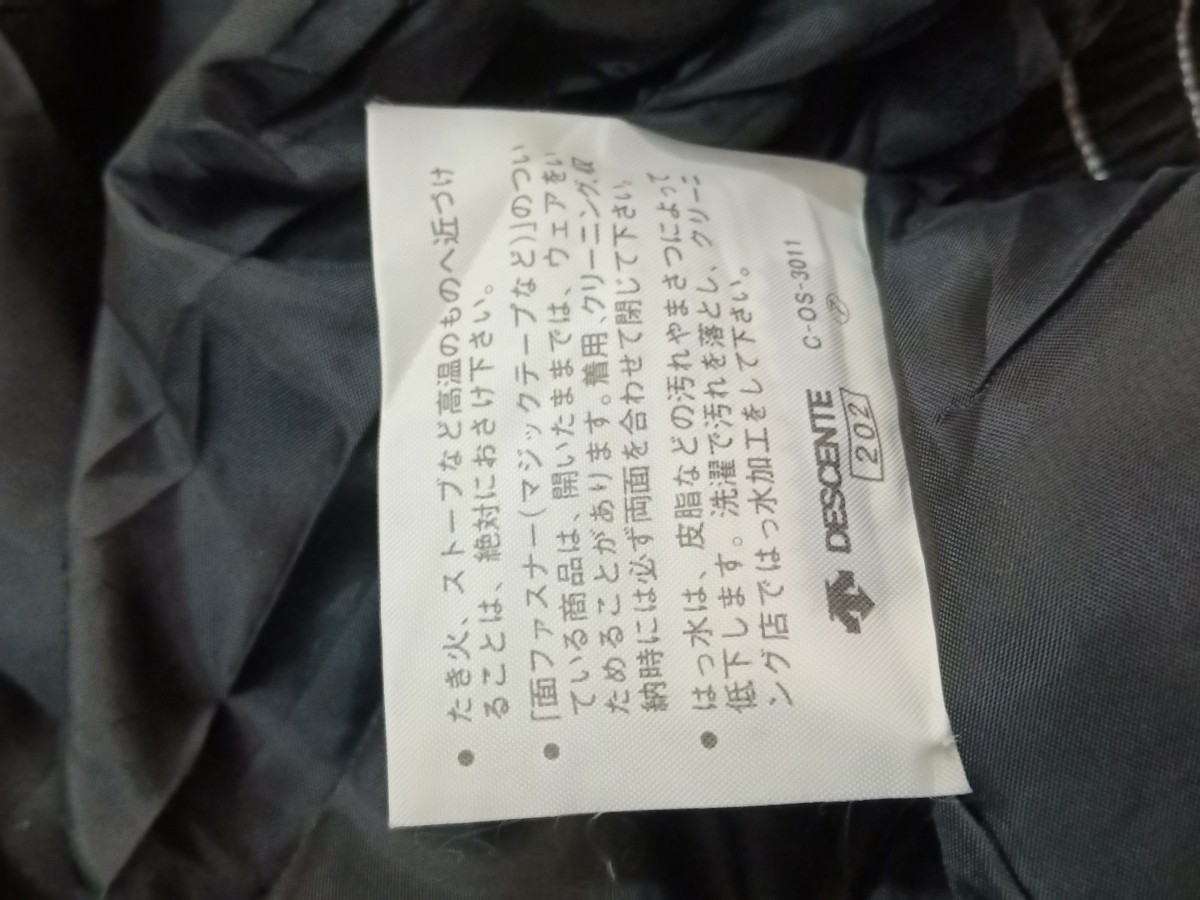 ● たき火、ストーブなど高温のものへ近づけ
ることは、絶対におさけ下さい。
● 「面ファスナー(マジックテープなど)」のつい
ている商品は、開いたままでは、ウェアをい
ためることがあります。着用、クリーニング、収
納時には必ず両面を合わせて閉じて下さい。
● はっ水は、皮脂などの汚れやまさつによって
低下します。洗濯で汚れを落とし、クリーニ
ング店ではっ水加工をして下さい。
DESCENTE C-OS-3011
202 ㋐